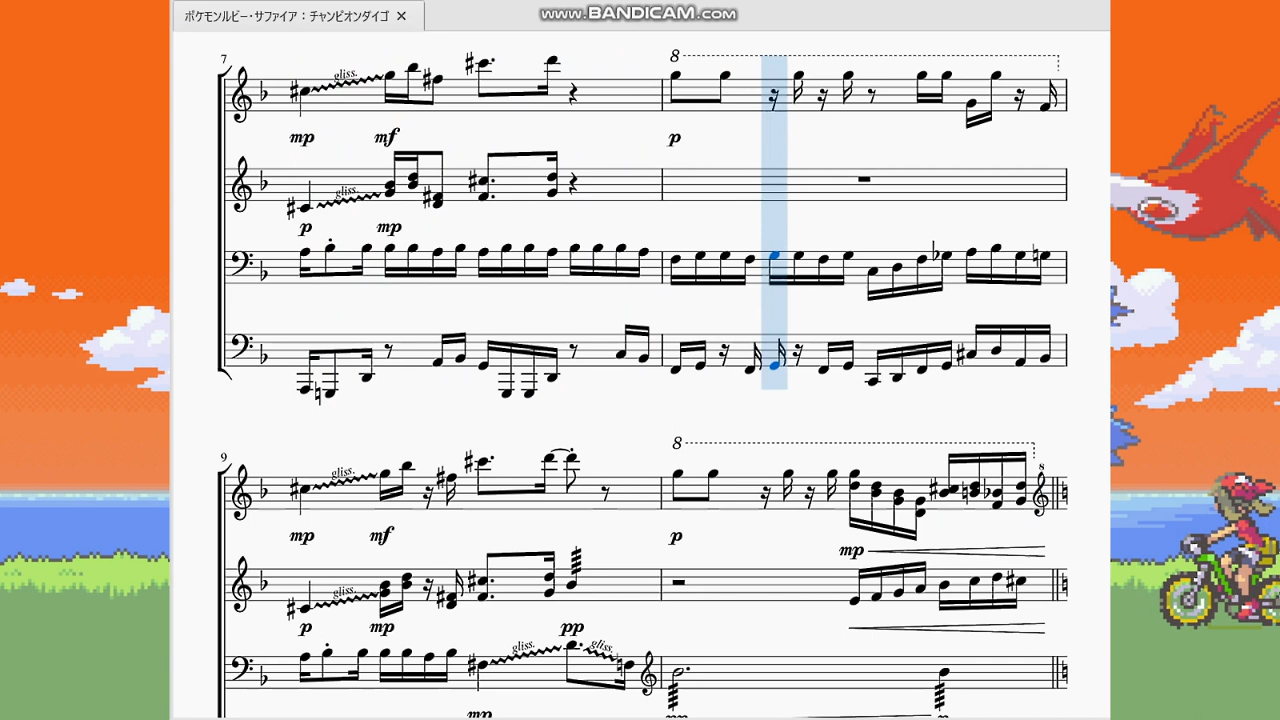 ポケモンルビー・サファイア：チャンピオンダイゴ ×
www.BANDICAM.com
7
gliss.
8
mp mf p
gliss.
p mp
9
gliss.
8
8
mp mf p mp
gliss.
p mp pp
gliss. gliss.
mp